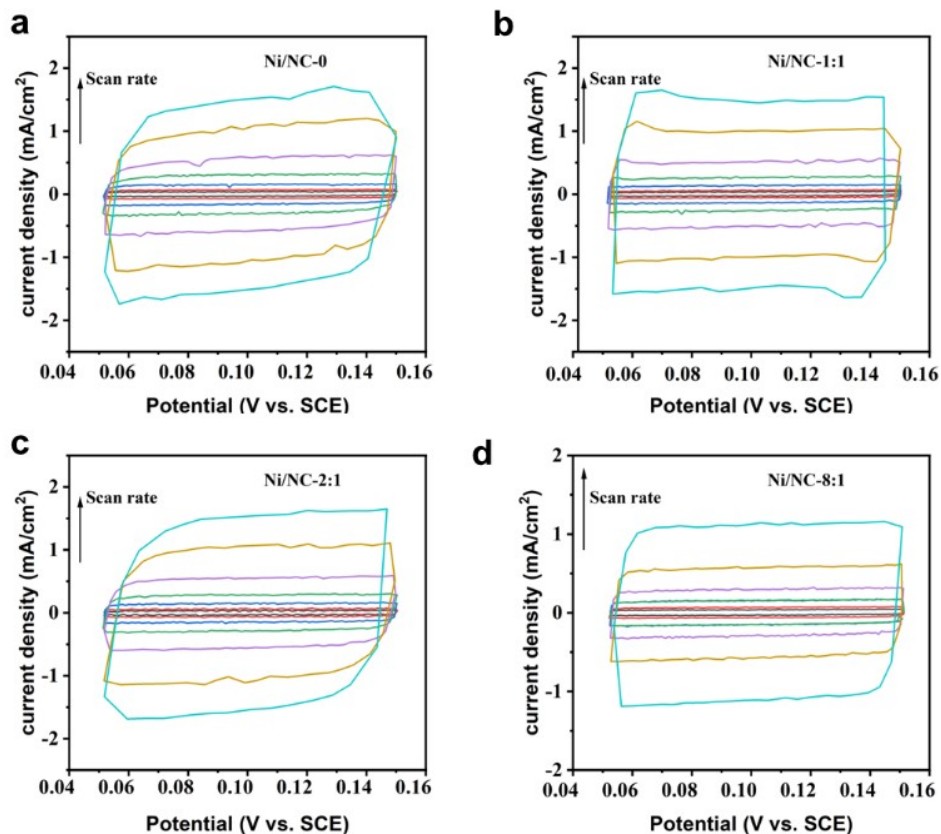 a
Ni/NC-0
Scan rate
current density (mA/cm²)
2
1
0
-1
-2
0.04 0.06 0.08 0.10 0.12 0.14 0.16
Potential (V vs. SCE)
b
Ni/NC-1:1
Scan rate
current density (mA/cm²)
2
1
0
-1
-2
0.04 0.06 0.08 0.10 0.12 0.14 0.16
Potential (V vs. SCE)
c
Ni/NC-2:1
Scan rate
current density (mA/cm²)
2
1
0
-1
-2
0.04 0.06 0.08 0.10 0.12 0.14 0.16
Potential (V vs. SCE)
d
Ni/NC-8:1
Scan rate
current density (mA/cm²)
2
1
0
-1
-2
0.04 0.06 0.08 0.10 0.12 0.14 0.16
Potential (V vs. SCE)